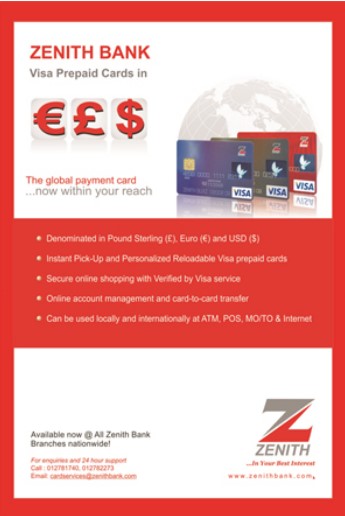 ZENITH BANK
Visa Prepaid Cards in
€ £ $
The global payment card
...now within your reach
VISA VISA VISA
Denominated in Pound Sterling (£), Euro (€) and USD ($)
Instant Pick-Up and Personalized Reloadable Visa prepaid cards
Secure online shopping with Verified by Visa service
Online account management and card-to-card transfer
Can be used locally and internationally at ATM, POS, MO/TO & Internet
Available now @ All Zenith Bank
Branches nationwide!
For enquiries and 24 hour support
Call : 012781740, 012782273
Email: cardservices@zenithbank.com
ZENITH
...In Your Best Interest
www.zenithbank.com,